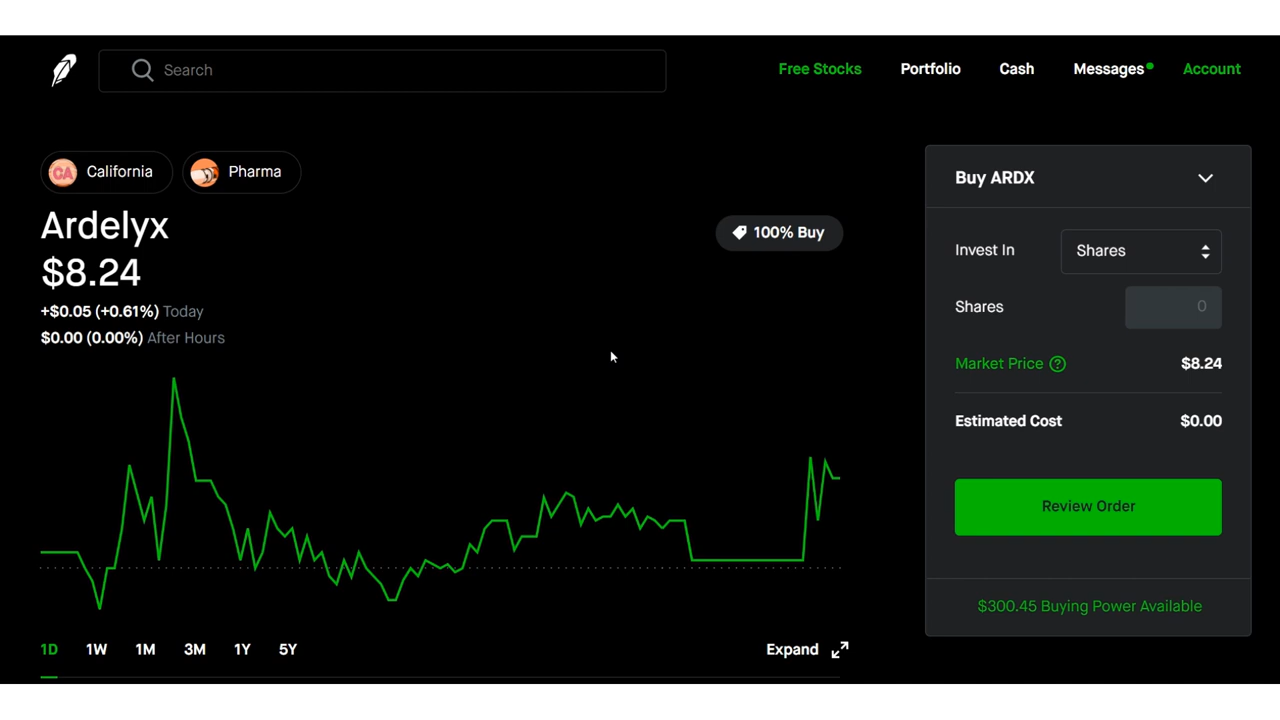 Search
Free Stocks Portfolio Cash Messages Account
CA California Pharma
Ardelyx
$8.24
+$0.05 (+0.61%) Today
$0.00 (0.00%) After Hours
100% Buy
1D 1W 1M 3M 1Y 5Y
Expand
Buy ARDX
Invest In Shares
Shares 0
Market Price ? $8.24
Estimated Cost $0.00
Review Order
$300.45 Buying Power Available